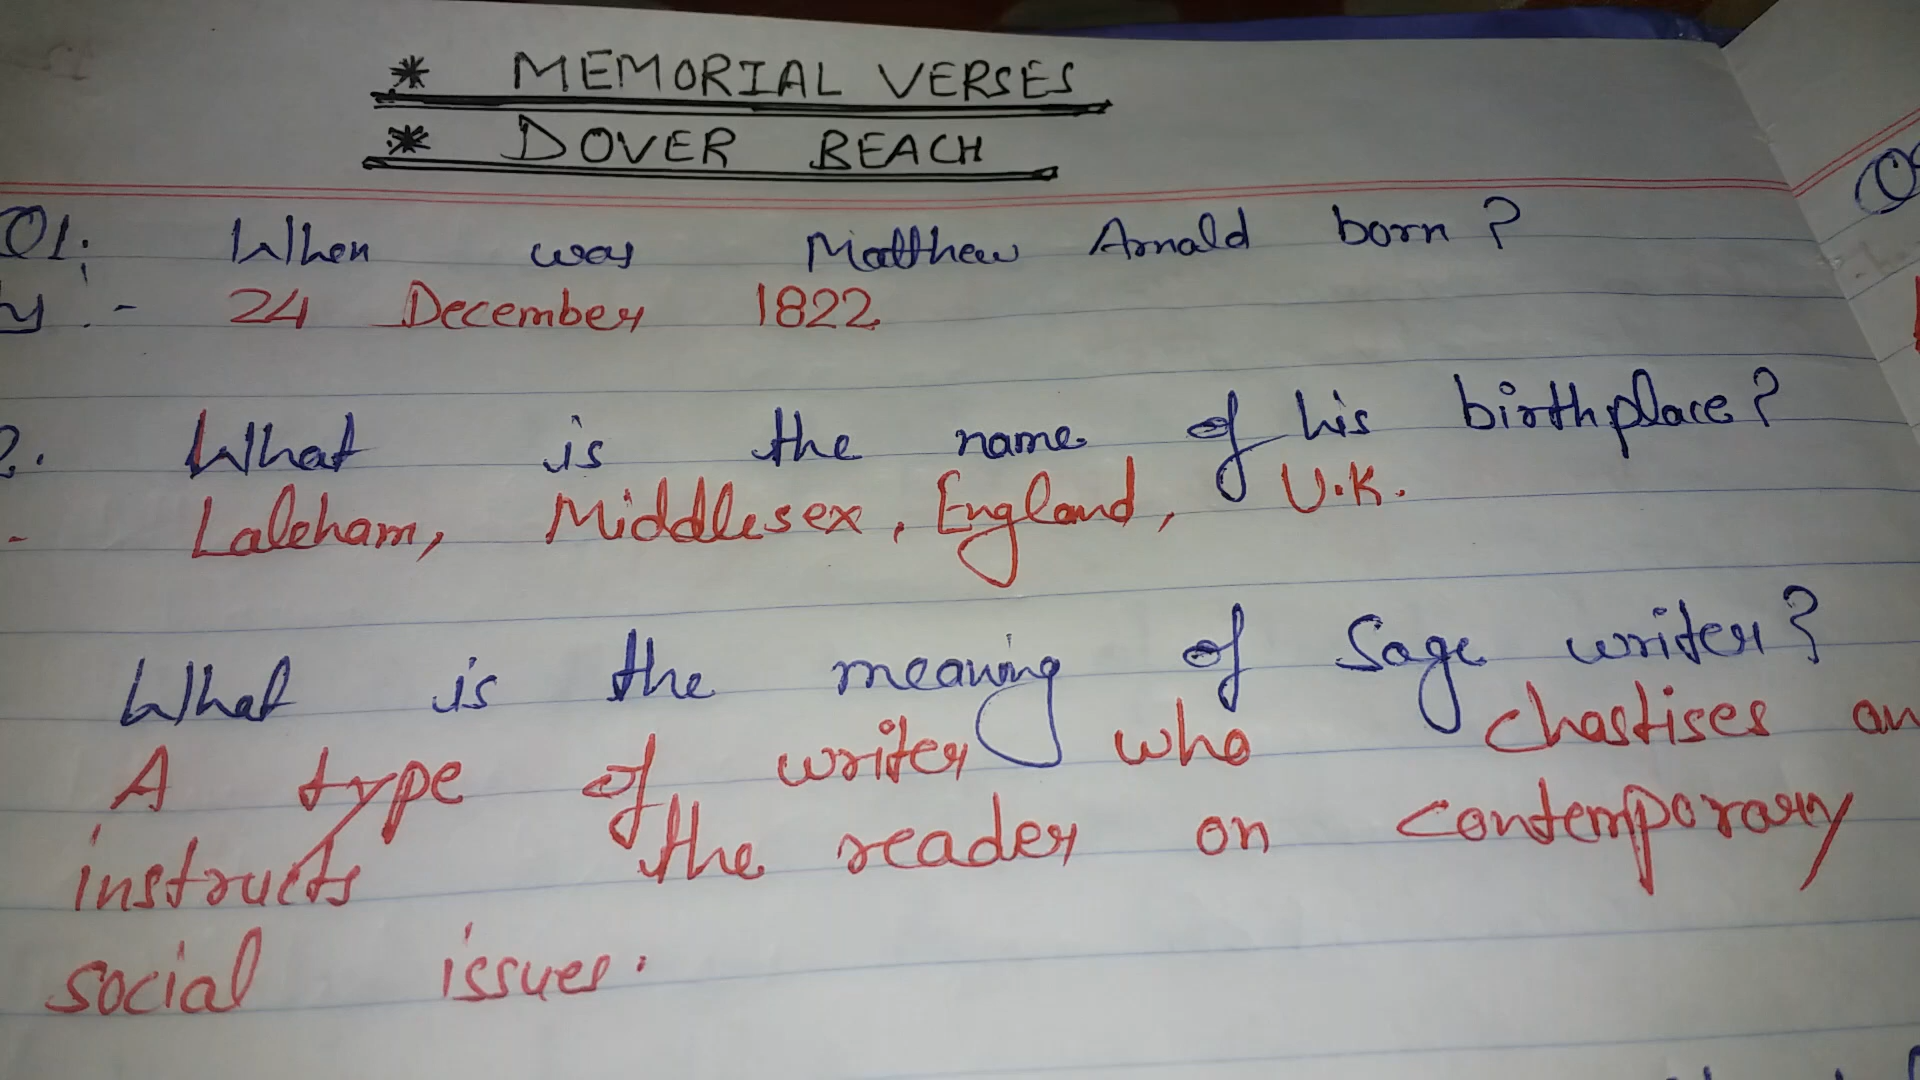 * MEMORIAL VERSES
* DOVER BEACH
Q1. When was Matthew Arnald born?
:- 24 December 1822
2. What is the name of his birthplace?
- Laleham, Middlesex, England, U.K.
What is the meaning of Sage writer?
A type of writer who chastises an
instructs the reader on contemporary
social issues.